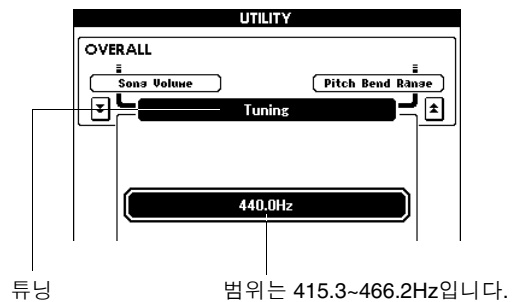 UTILITY
OVERALL
Song Volume
Pitch Bend Range
Tuning
440.0Hz
튜닝
범위는 415.3~466.2Hz입니다.